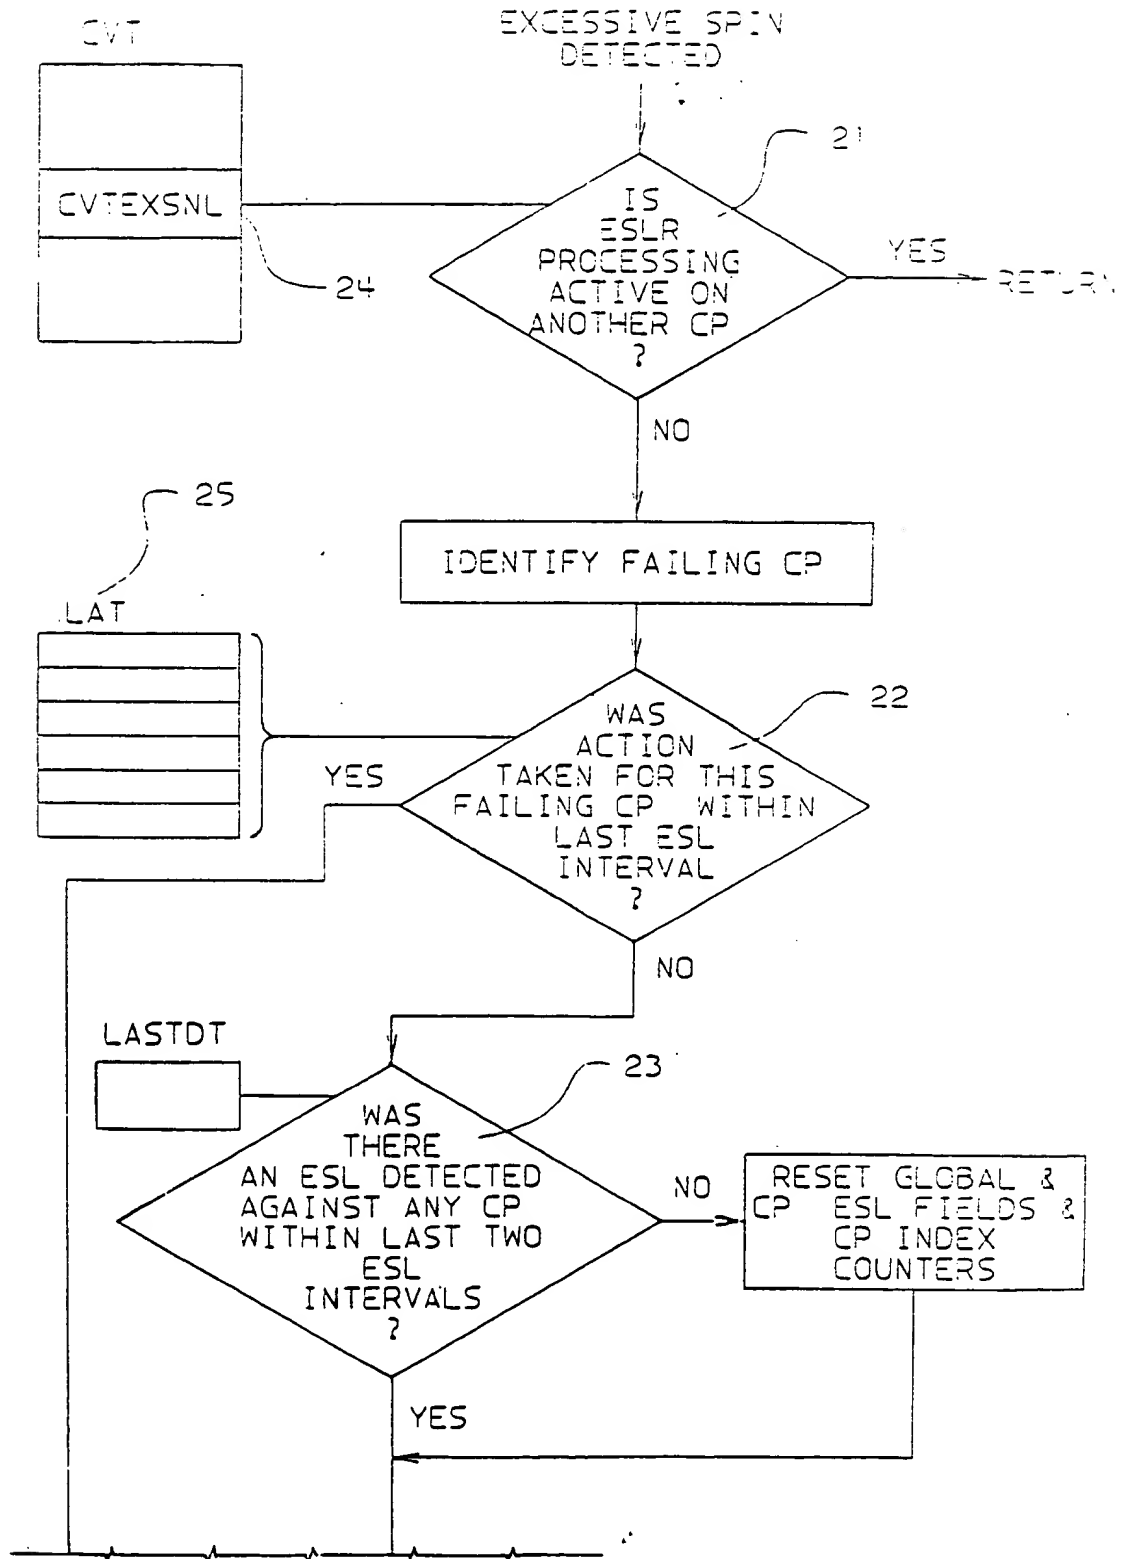 CVT
EXCESSIVE SPIN
DETECTED
21
CVTEXSNL
24
IS
ESLR
PROCESSING
ACTIVE ON
ANOTHER CP
?
YES
RETURN
NO
25
IDENTIFY FAILING CP
LAT
22
WAS
ACTION
TAKEN FOR THIS
FAILING CP WITHIN
LAST ESL
INTERVAL
?
YES
NO
LASTDT
23
WAS
THERE
AN ESL DETECTED
AGAINST ANY CP
WITHIN LAST TWO
ESL
INTERVALS
?
NO
RESET GLOBAL &
CP ESL FIELDS &
CP INDEX
COUNTERS
YES